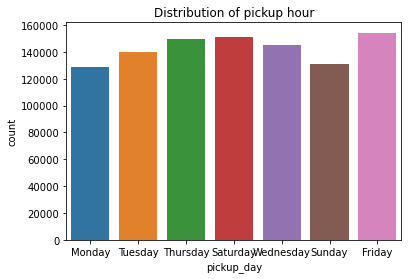 Distribution of pickup hour
160000
140000
120000
100000
80000
60000
40000
20000
0
count
Monday Tuesday Thursday Saturday Wednesday Sunday Friday
pickup_day